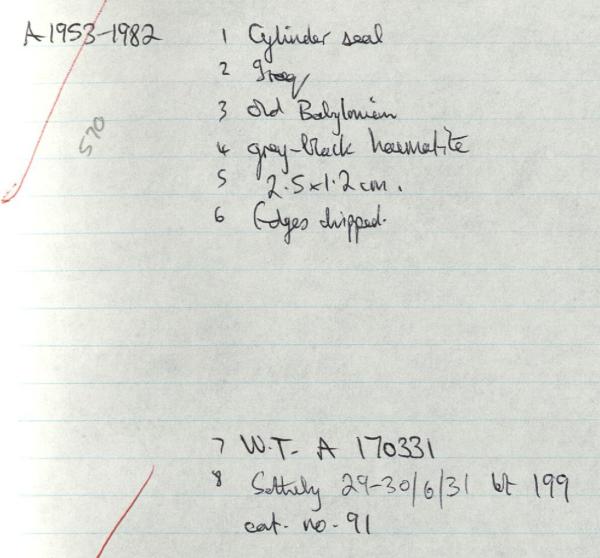 A1953-1982 1 Cylinder seal
2 Iraq
3 Old Babylonian
570
4 grey-black haematite
5 2.5x1.2cm.
6 Edges chipped.
7 W.T- A 170331
8 Sotheby 29-30/6/31 lot 199
cat. no-91